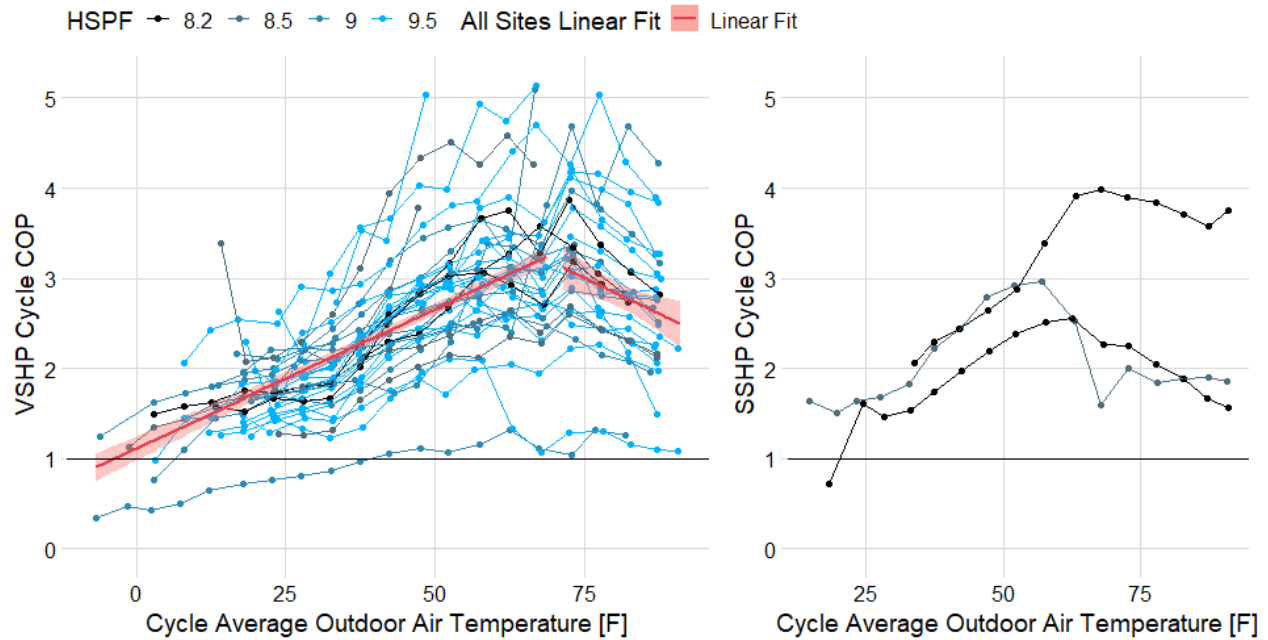 HSPF 8.2 8.5 9 9.5 All Sites Linear Fit Linear Fit
VSHP Cycle COP
5
4
3
2
1
0
0 25 50 75
Cycle Average Outdoor Air Temperature [F]
SSHP Cycle COP
5
4
3
2
1
0
25 50 75
Cycle Average Outdoor Air Temperature [F]